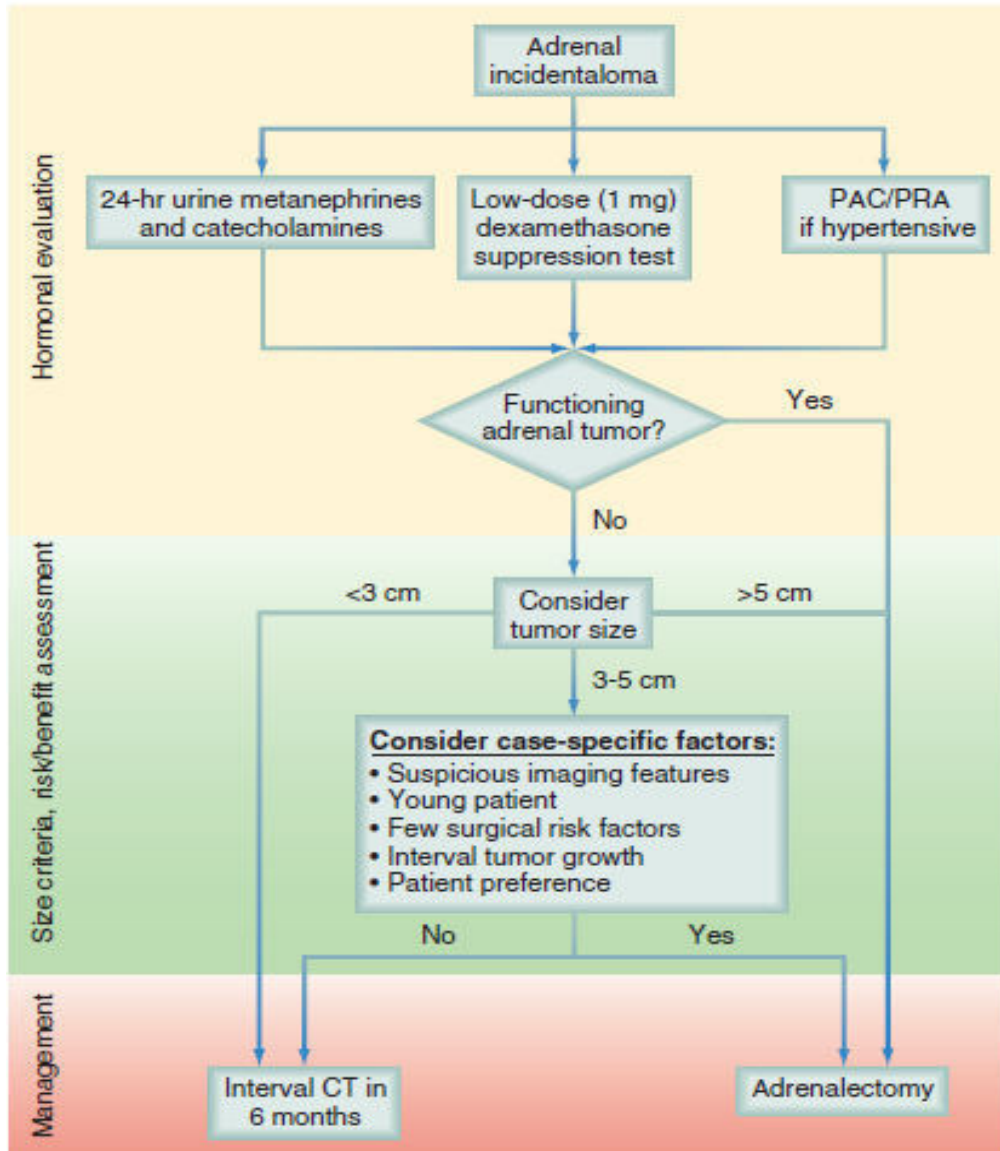 Adrenal
incidentaloma
Hormonal evaluation
24-hr urine metanephrines
and catecholamines
Low-dose (1 mg)
dexamethasone
suppression test
PAC/PRA
if hypertensive
Functioning
adrenal tumor?
Yes
No
Size criteria, risk/benefit assessment
<3 cm
Consider
tumor size
>5 cm
3-5 cm
Consider case-specific factors:
• Suspicious imaging features
• Young patient
• Few surgical risk factors
• Interval tumor growth
• Patient preference
No
Yes
Management
Interval CT in
6 months
Adrenalectomy